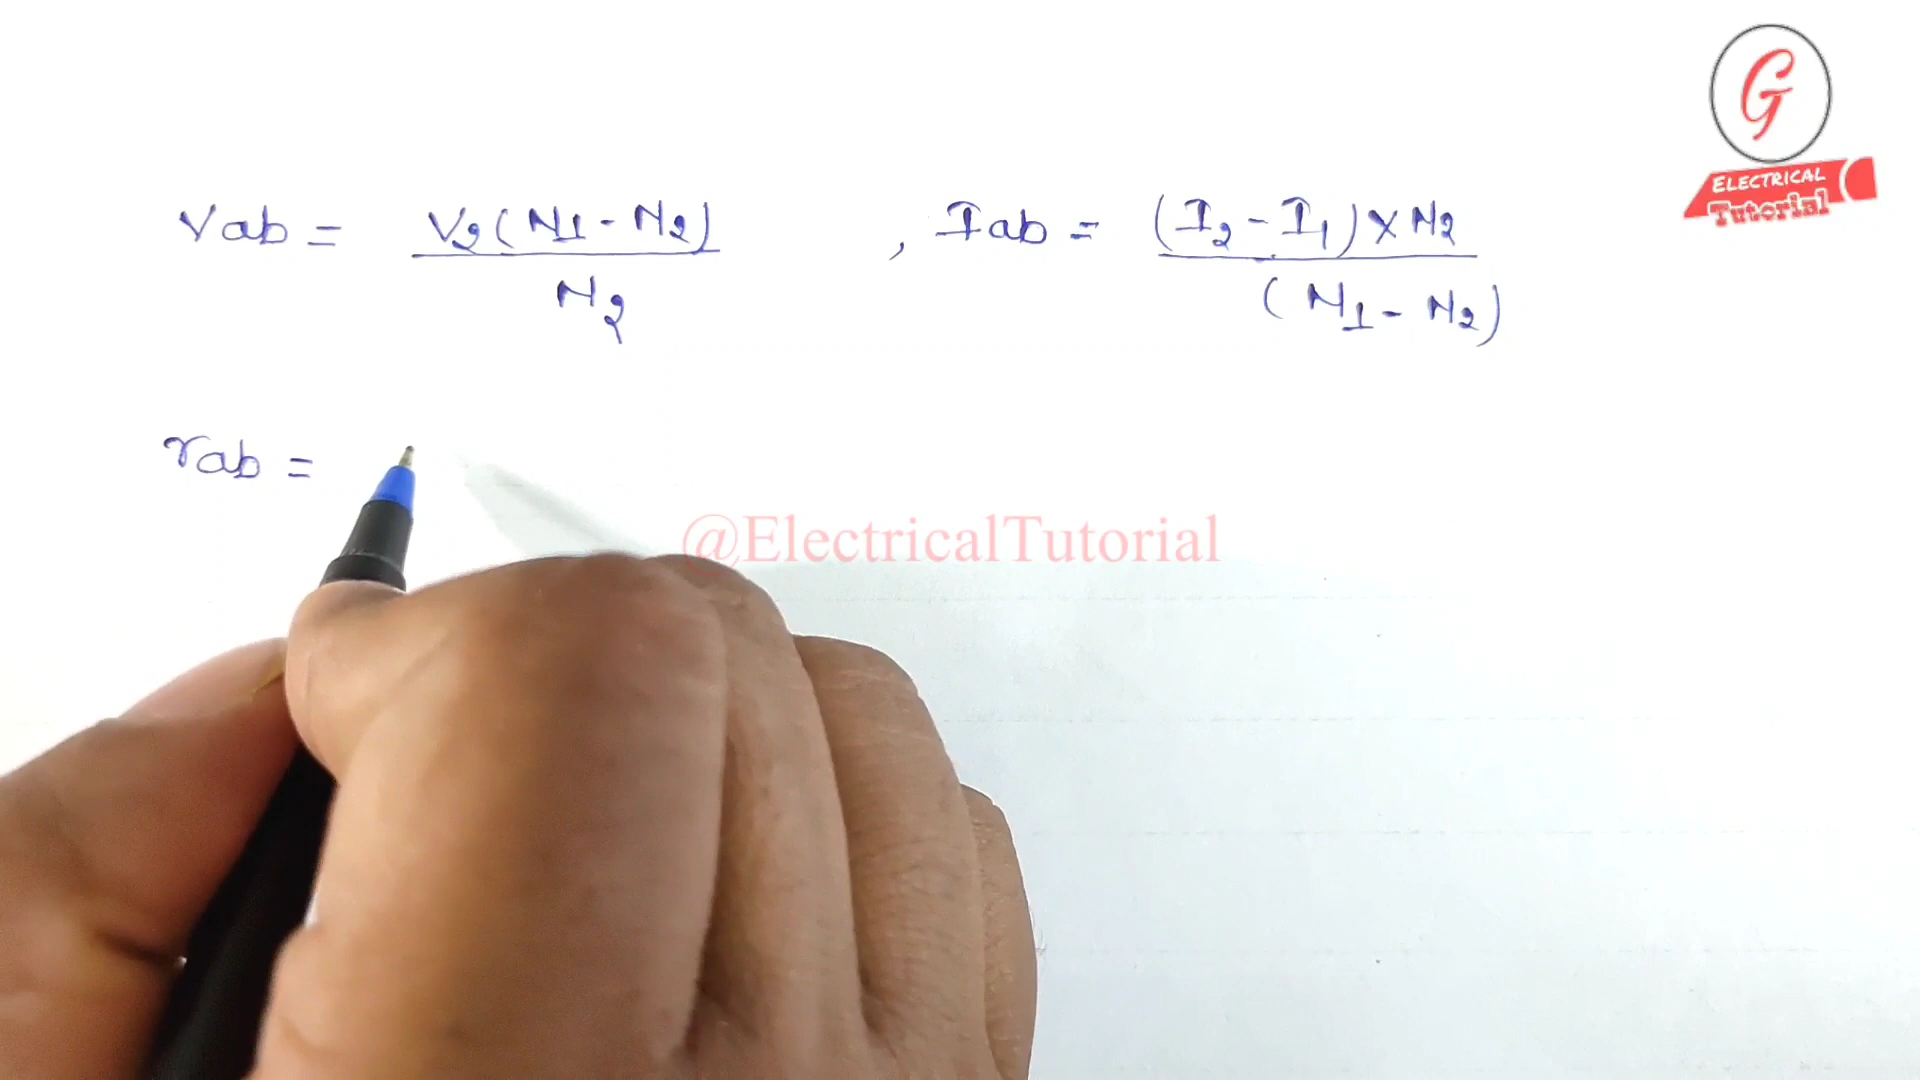 G
ELECTRICAL
Tutorial
Vab = V2(N1-N2) , Iab = (I2-I1)×N2
N2 (N1-N2)
rab =
@ElectricalTutorial